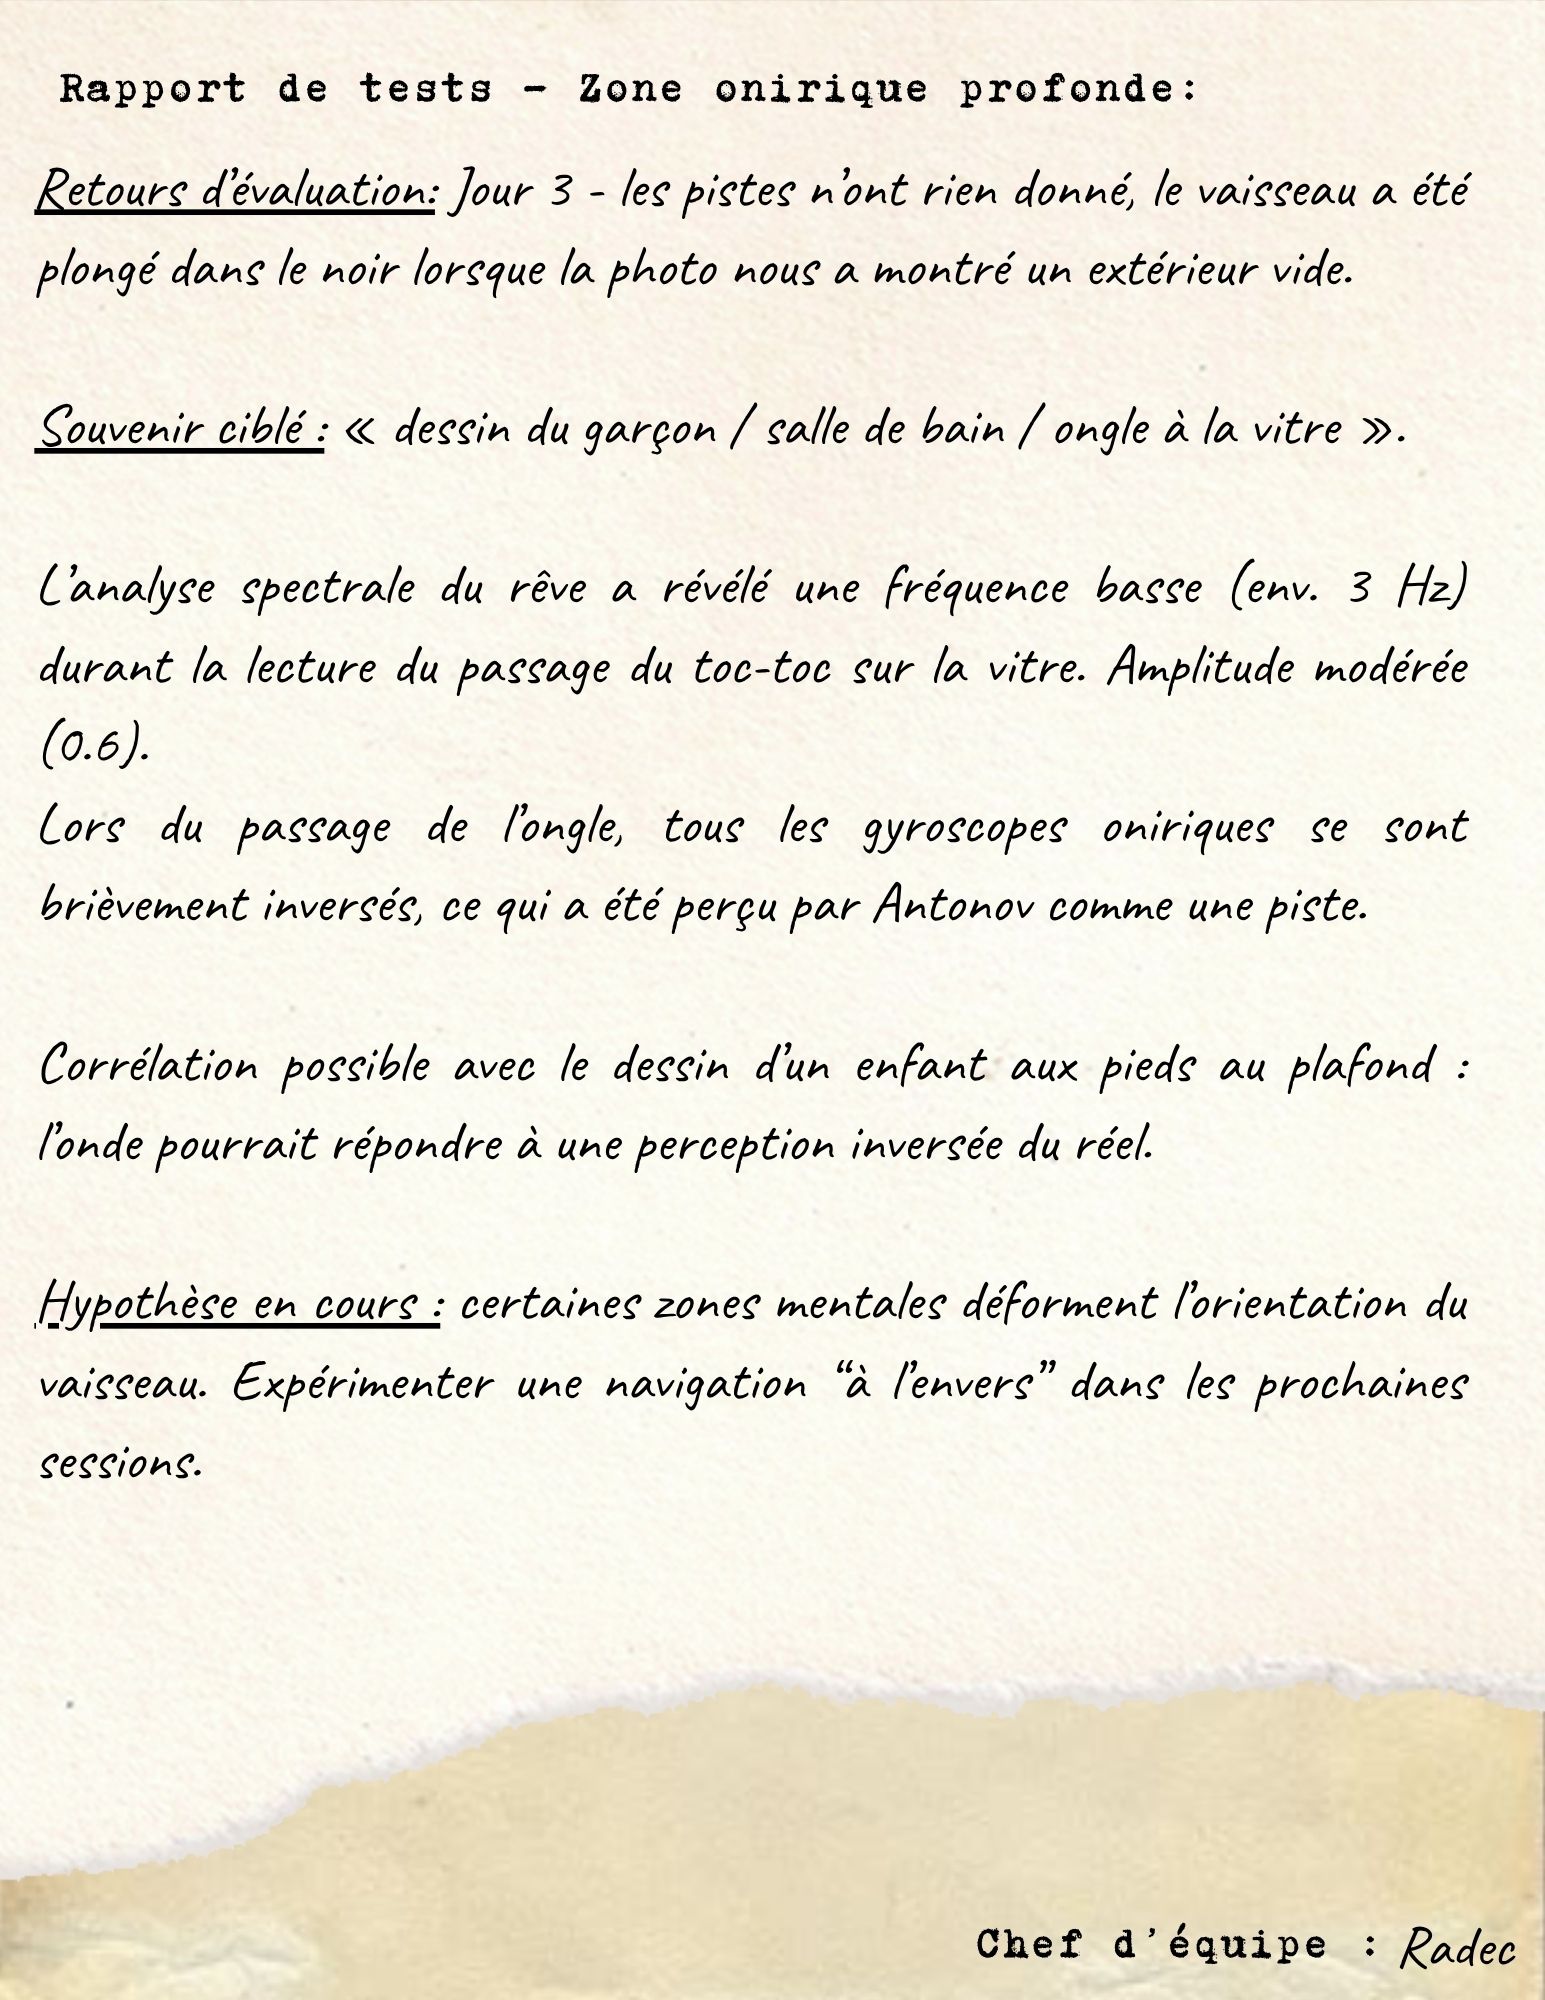 Rapport de tests - Zone onirique profonde:
Retours d'évaluation: Jour 3 - les pistes n'ont rien donné, le vaisseau a été
plongé dans le noir lorsque la photo nous a montré un extérieur vide.
Souvenir ciblé : « dessin du garçon / salle de bain / ongle à la vitre ».
L'analyse spectrale du rêve a révélé une fréquence basse (env. 3 Hz)
durant la lecture du passage du toc-toc sur la vitre. Amplitude modérée
(0.6).
Lors du passage de l'ongle, tous les gyroscopes oniriques se sont
brièvement inversés, ce qui a été perçu par Antonov comme une piste.
Corrélation possible avec le dessin d'un enfant aux pieds au plafond :
l'onde pourrait répondre à une perception inversée du réel.
Hypothèse en cours : certaines zones mentales déforment l'orientation du
vaisseau. Expérimenter une navigation “à l'envers” dans les prochaines
sessions.
Chef d'équipe : Radec